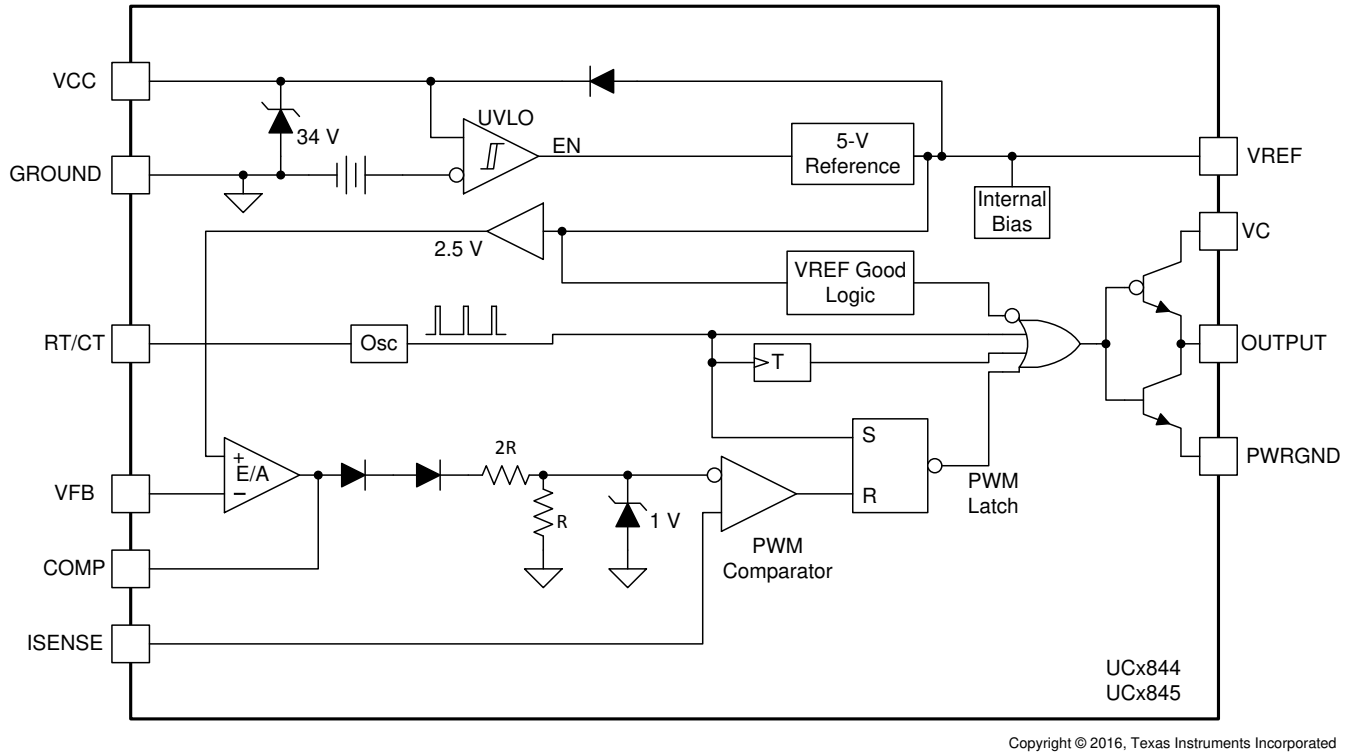 VCC
34 V
UVLO
EN
5-V
Reference
VREF
GROUND
Internal
Bias
VC
2.5 V
VREF Good
Logic
RT/CT
Osc
T
OUTPUT
S
R
PWM
Latch
PWRGND
+
E/A
−
2R
R
1 V
VFB
PWM
Comparator
COMP
ISENSE
UCx844
UCx845
Copyright © 2016, Texas Instruments Incorporated